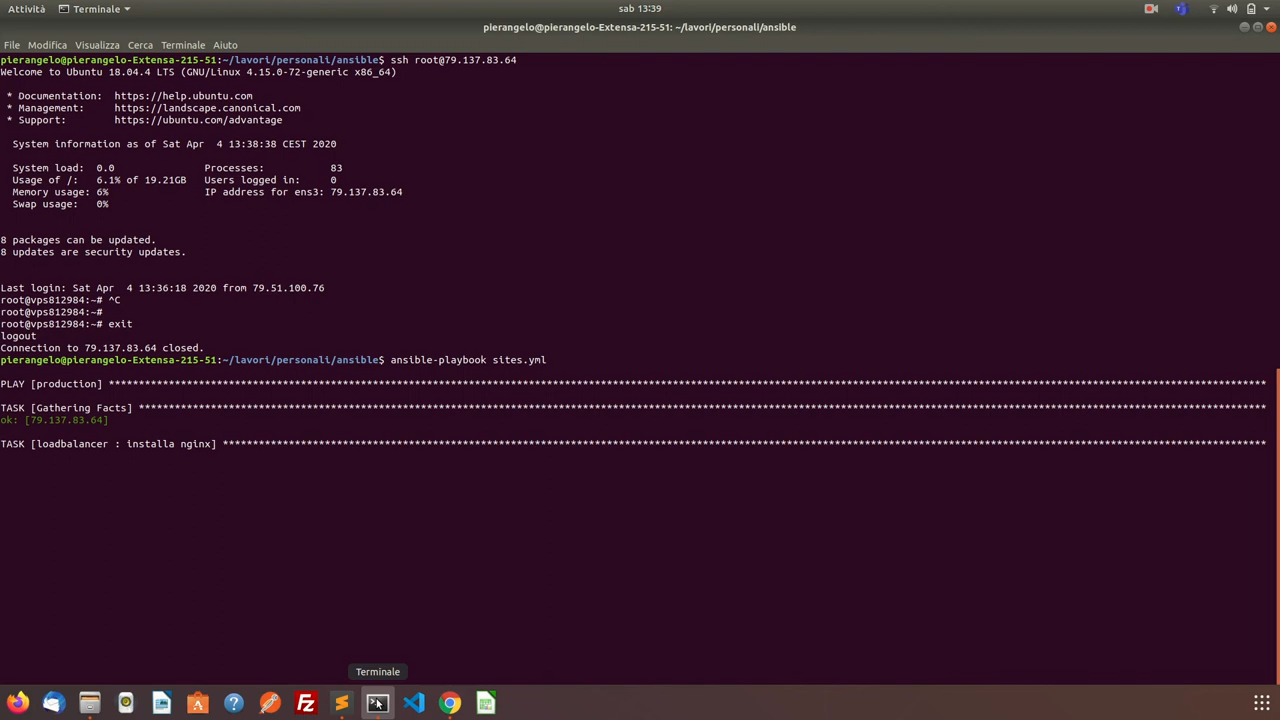 Attività
Terminale
sab 13:39
pierangelo@pierangelo-Extensa-215-51: ~/lavori/personali/ansible
File Modifica Visualizza Cerca Terminale Aiuto
pierangelo@pierangelo-Extensa-215-51:~/lavori/personali/ansible$ ssh root@79.137.83.64
Welcome to Ubuntu 18.04.4 LTS (GNU/Linux 4.15.0-72-generic x86_64)
* Documentation: https://help.ubuntu.com
* Management: https://landscape.canonical.com
* Support: https://ubuntu.com/advantage
System information as of Sat Apr 4 13:38:38 CEST 2020
System load: 0.0 Processes: 83
Usage of /: 6.1% of 19.21GB Users logged in: 0
Memory usage: 6% IP address for ens3: 79.137.83.64
Swap usage: 0%
8 packages can be updated.
8 updates are security updates.
Last login: Sat Apr 4 13:36:18 2020 from 79.51.100.76
root@vps812984:~# ^C
root@vps812984:~#
root@vps812984:~# exit
logout
Connection to 79.137.83.64 closed.
pierangelo@pierangelo-Extensa-215-51:~/lavori/personali/ansible$ ansible-playbook sites.yml
PLAY [production] *************************************************************************************************************************************************************************************************
TASK [Gathering Facts] ********************************************************************************************************************************************************************************************
ok: [79.137.83.64]
TASK [loadbalancer : installa nginx] ******************************************************************************************************************************************************************************
Terminale